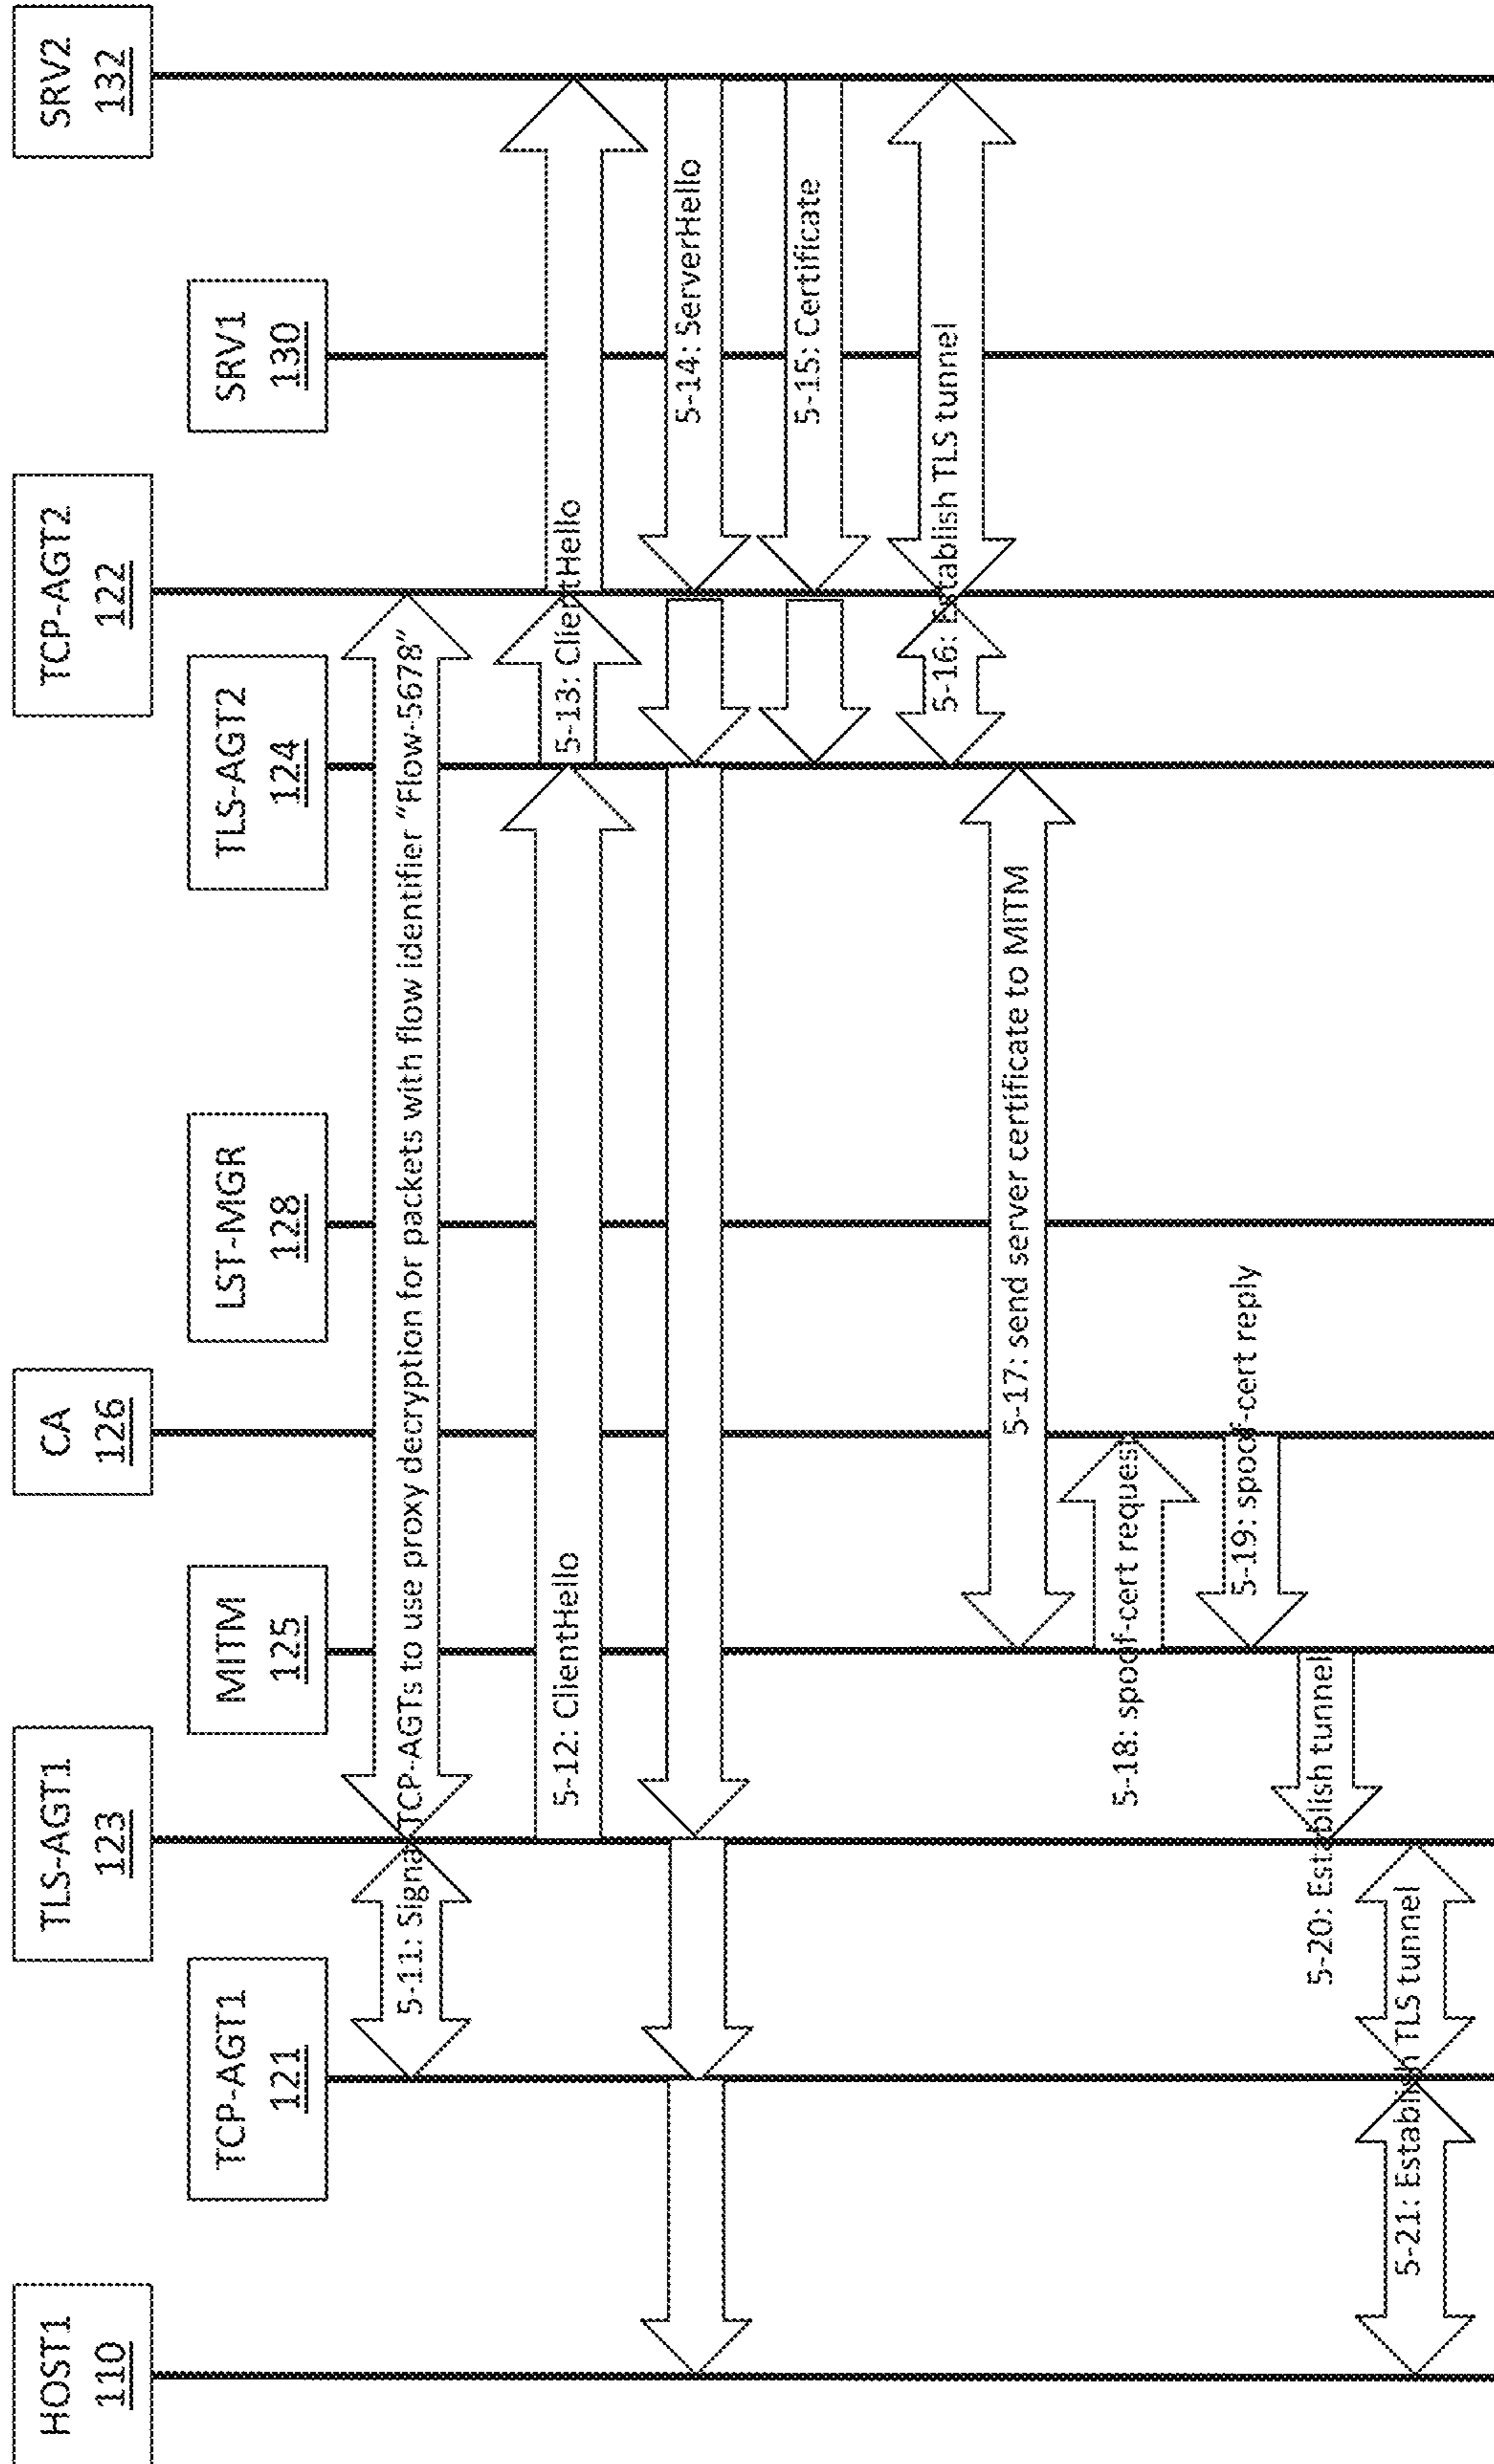 HOST1
110
TCP-AGT1
121
TLS-AGT1
123
MITM
125
CA
126
LST-MGR
128
TLS-AGT2
124
TCP-AGT2
122
SRV1
130
SRV2
132
5-11: Signal TCP-AGTs to use proxy decryption for packets with flow identifier "Flow-5678"
5-12: ClientHello
5-13: ClientHello
5-14: ServerHello
5-15: Certificate
5-16: Establish TLS tunnel
5-17: send server certificate to MITM
5-18: spoof-cert request
5-19: spoof-cert reply
5-20: Establish tunnel
5-21: Establish TLS tunnel